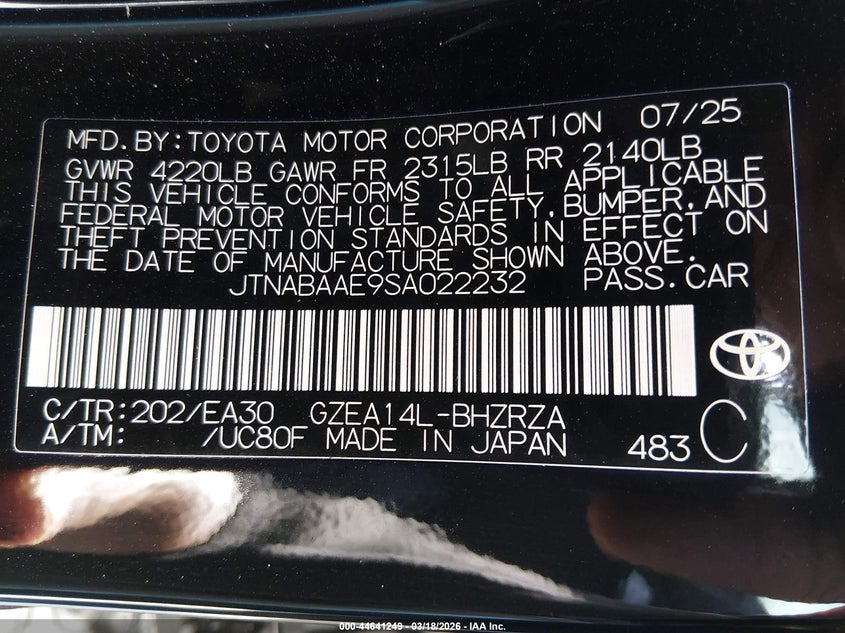 MFD.BY:TOYOTA MOTOR CORPORATION 07/25
GVWR 4220LB GAWR FR 2315LB RR 2140LB
THIS VEHICLE CONFORMS TO ALL APPLICABLE
FEDERAL MOTOR VEHICLE SAFETY,BUMPER,AND
THEFT PREVENTION STANDARDS IN EFFECT ON
THE DATE OF MANUFACTURE SHOWN ABOVE.
JTNABAAE9SA022232 PASS.CAR
C/TR:202/EA30 GZEA14L-BHZRZA
A/TM: /UC80F MADE IN JAPAN 483 C
000-44641249 - 03/18/2026 - IAA Inc.